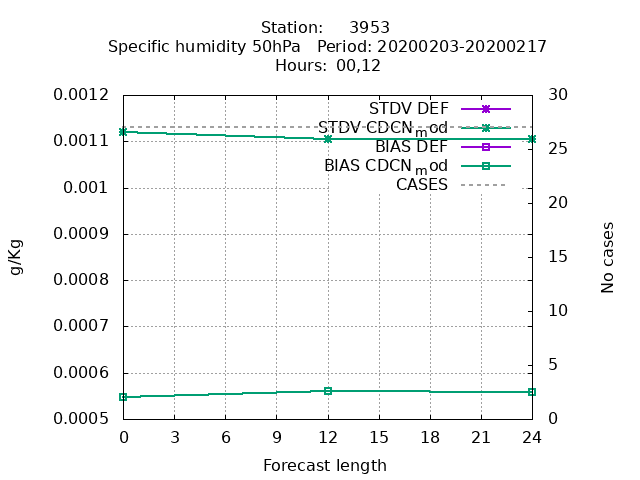 Station: 3953
Specific humidity 50hPa Period: 20200203-20200217
Hours: 00,12
0.0012
0.0011
0.001
0.0009
0.0008
0.0007
0.0006
0.0005
g/Kg
STDV DEF
STDV CDCNmod
BIAS DEF
BIAS CDCNmod
CASES
30
25
20
15
10
5
0
No cases
0 3 6 9 12 15 18 21 24
Forecast length